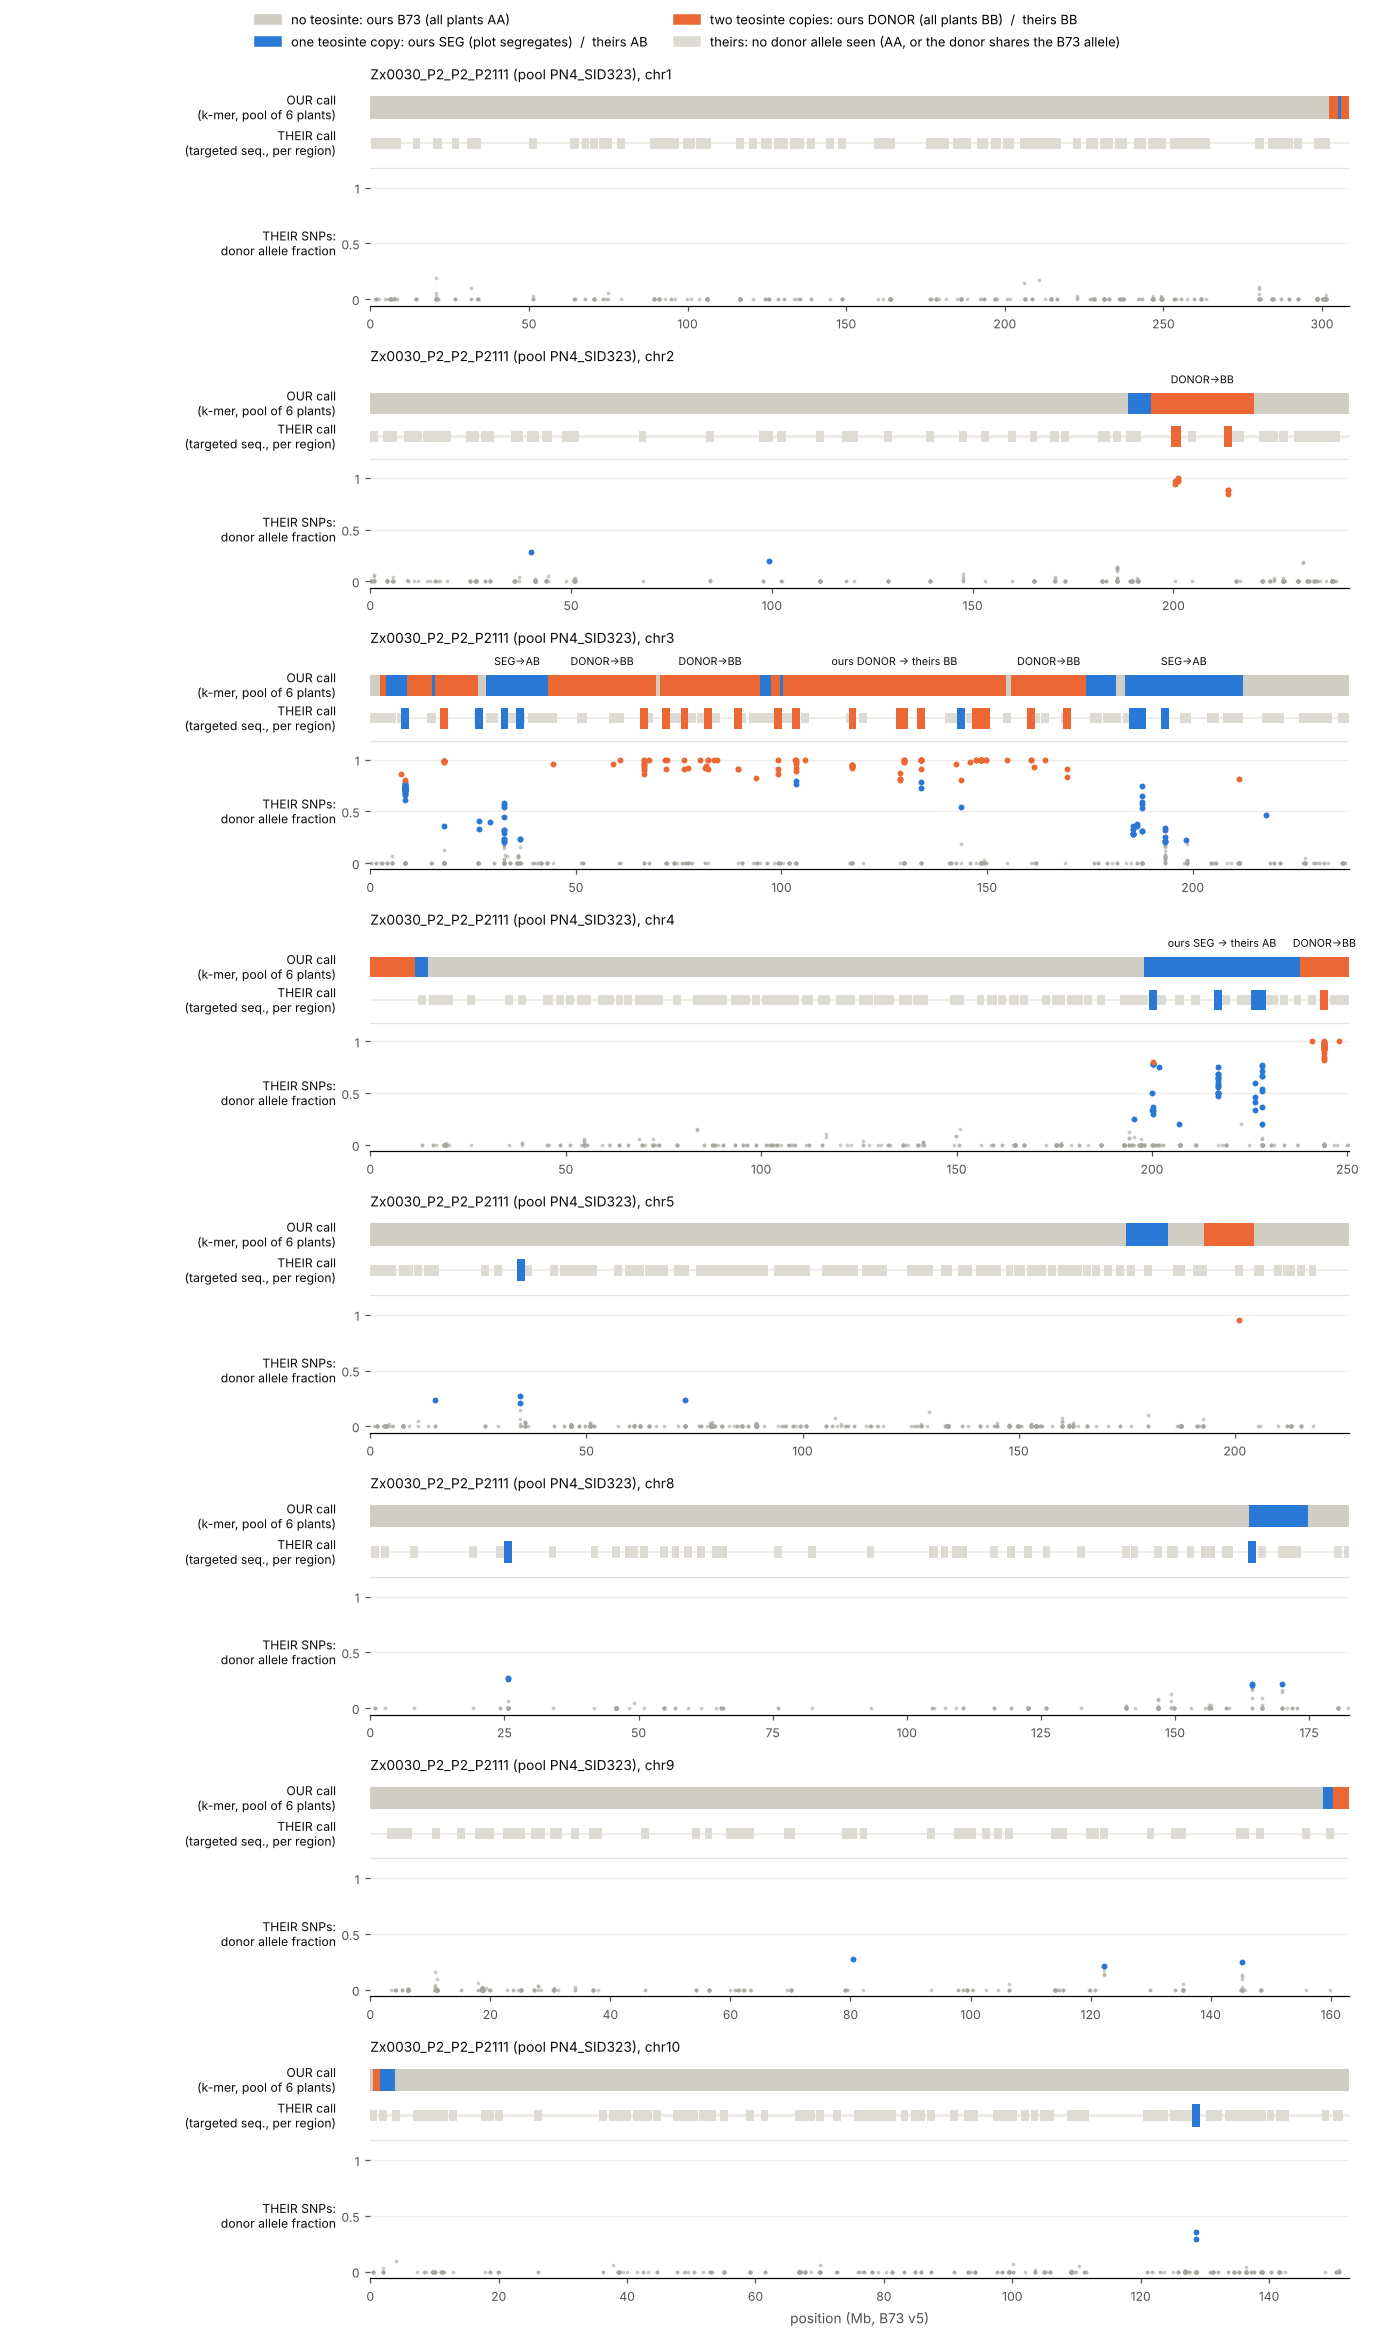 no teosinte: ours B73 (all plants AA)
two teosinte copies: ours DONOR (all plants BB)  /  theirs BB
one teosinte copy: ours SEG (plot segregates)  /  theirs AB
theirs: no donor allele seen (AA, or the donor shares the B73 allele)
Zx0030_P2_P2_P2111 (pool PN4_SID323), chr1
OUR call
(k-mer, pool of 6 plants)
THEIR call
(targeted seq., per region)
1
THEIR SNPs:
donor allele fraction
0.5
0
0 50 100 150 200 250 300
Zx0030_P2_P2_P2111 (pool PN4_SID323), chr2
DONOR→BB
OUR call
(k-mer, pool of 6 plants)
THEIR call
(targeted seq., per region)
1
THEIR SNPs:
donor allele fraction
0.5
0
0 50 100 150 200
Zx0030_P2_P2_P2111 (pool PN4_SID323), chr3
SEG→AB DONOR→BB DONOR→BB ours DONOR → theirs BB DONOR→BB SEG→AB
OUR call
(k-mer, pool of 6 plants)
THEIR call
(targeted seq., per region)
1
THEIR SNPs:
donor allele fraction
0.5
0
0 50 100 150 200
Zx0030_P2_P2_P2111 (pool PN4_SID323), chr4
ours SEG → theirs AB DONOR→BB
OUR call
(k-mer, pool of 6 plants)
THEIR call
(targeted seq., per region)
1
THEIR SNPs:
donor allele fraction
0.5
0
0 50 100 150 200 250
Zx0030_P2_P2_P2111 (pool PN4_SID323), chr5
OUR call
(k-mer, pool of 6 plants)
THEIR call
(targeted seq., per region)
1
THEIR SNPs:
donor allele fraction
0.5
0
0 50 100 150 200
Zx0030_P2_P2_P2111 (pool PN4_SID323), chr8
OUR call
(k-mer, pool of 6 plants)
THEIR call
(targeted seq., per region)
1
THEIR SNPs:
donor allele fraction
0.5
0
0 25 50 75 100 125 150 175
Zx0030_P2_P2_P2111 (pool PN4_SID323), chr9
OUR call
(k-mer, pool of 6 plants)
THEIR call
(targeted seq., per region)
1
THEIR SNPs:
donor allele fraction
0.5
0
0 20 40 60 80 100 120 140 160
Zx0030_P2_P2_P2111 (pool PN4_SID323), chr10
OUR call
(k-mer, pool of 6 plants)
THEIR call
(targeted seq., per region)
1
THEIR SNPs:
donor allele fraction
0.5
0
0 20 40 60 80 100 120 140
position (Mb, B73 v5)